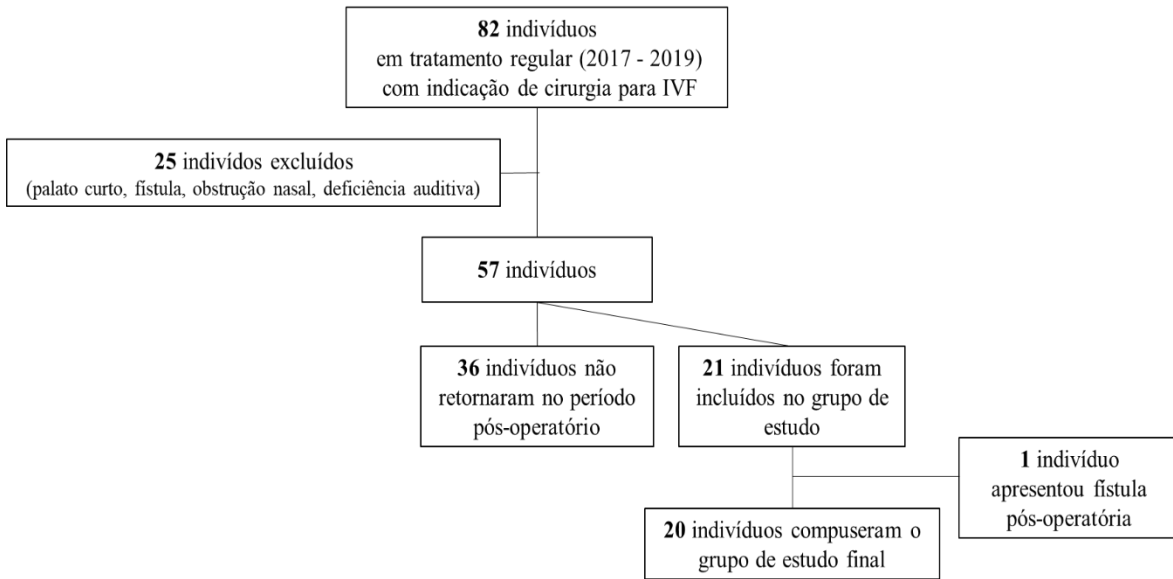 82 indivíduos
em tratamento regular (2017 - 2019)
com indicação de cirurgia para IVF
25 indivídos excluídos
(palato curto, fístula, obstrução nasal, deficiência auditiva)
57 indivíduos
36 indivíduos não
retornaram no período
pós-operatório
21 indivíduos foram
incluídos no grupo de
estudo
1 indivíduo
apresentou fístula
pós-operatória
20 indivíduos compuseram o
grupo de estudo final